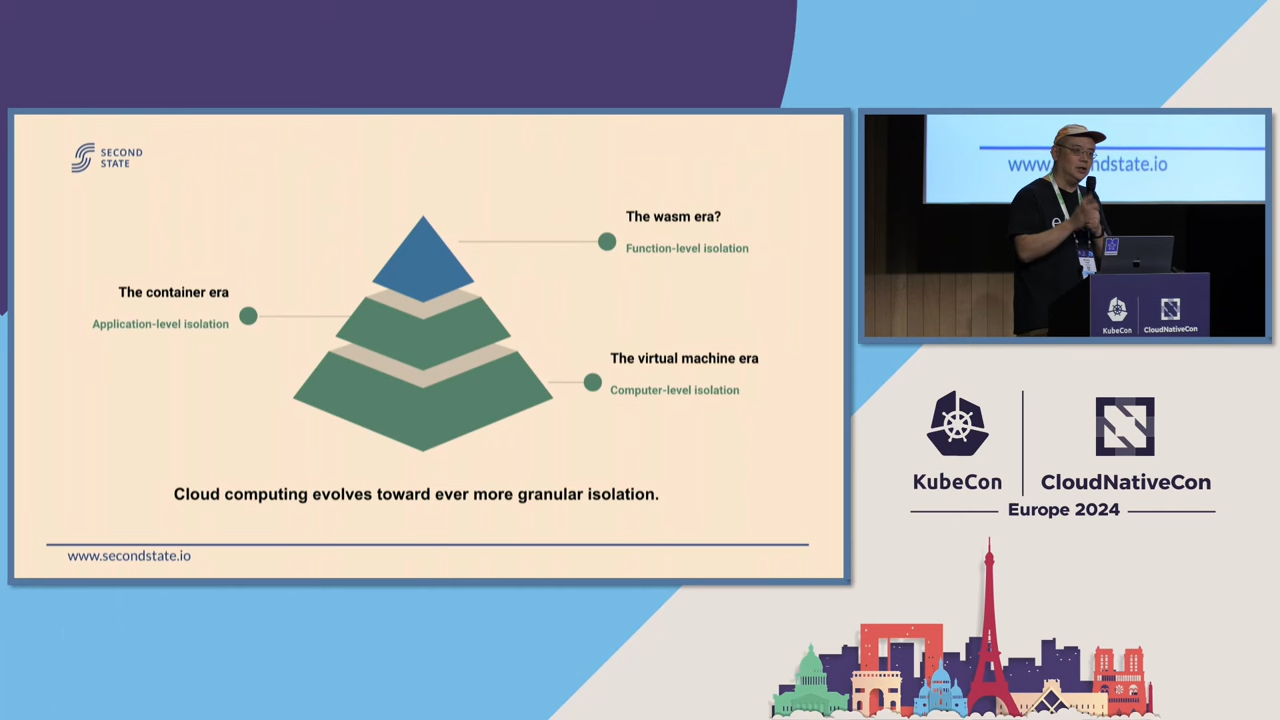 SECOND
STATE
The wasm era?
Function-level isolation
The container era
Application-level isolation
The virtual machine era
Computer-level isolation
Cloud computing evolves toward ever more granular isolation.
www.secondstate.io
KubeCon
CloudNativeCon
KubeCon
CloudNativeCon
Europe 2024